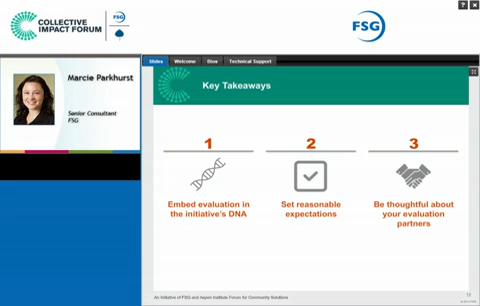 COLLECTIVE
IMPACT FORUM
FSG
FSG
Marcie Parkhurst
Senior Consultant
FSG
Slides
Welcome
Bios
Technical Support
Key Takeaways
1
2
3
Embed evaluation in
the initiative's DNA
Set reasonable
expectations
Be thoughtful about
your evaluation
partners
An Initiative of FSG and Aspen Institute Forum for Community Solutions